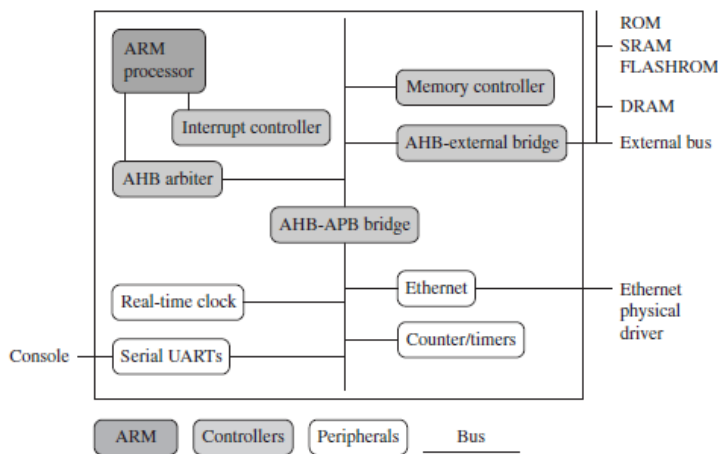 ARM
processor
Interrupt controller
AHB arbiter
Memory controller
AHB-external bridge
ROM
SRAM
FLASHROM
DRAM
External bus
AHB-APB bridge
Real-time clock
Ethernet
Ethernet
physical
driver
Console
Serial UARTs
Counter/timers
ARM
Controllers
Peripherals
Bus